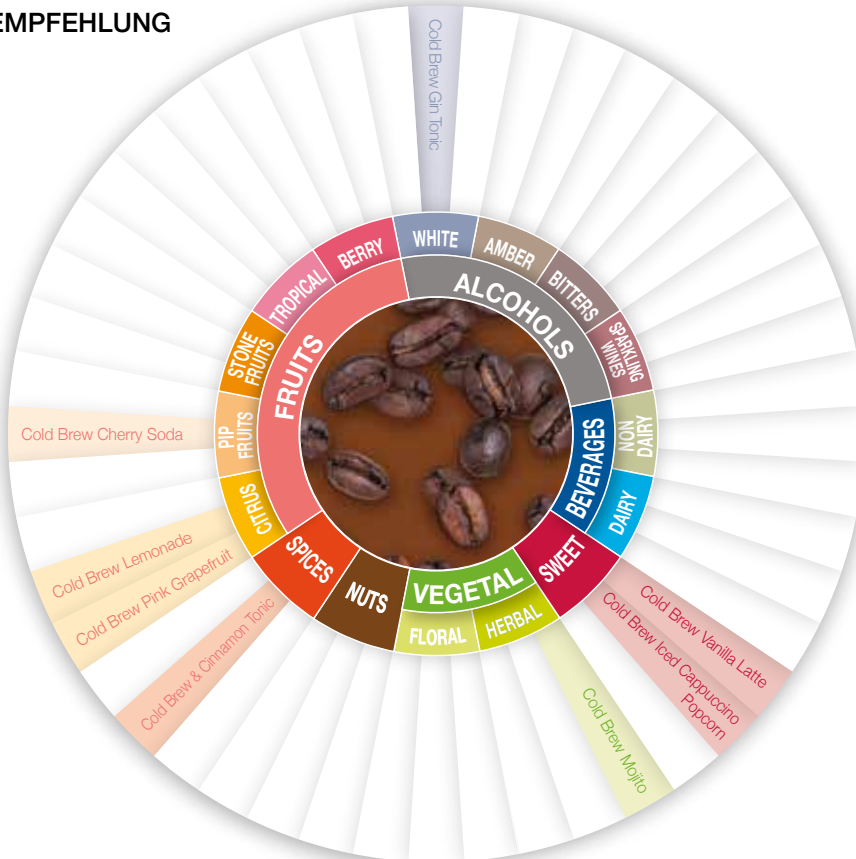 EMPFEHLUNG
Cold Brew Gin Tonic
WHITE
AMBER
BITTERS
SPARKLING
WINES
NON
DAIRY
DAIRY
SWEET
HERBAL
FLORAL
NUTS
SPICES
CITRUS
PIP
FRUITS
STONE
FRUITS
TROPICAL
BERRY
ALCOHOLS
BEVERAGES
VEGETAL
FRUITS
Cold Brew Vanilla Latte
Cold Brew Iced Cappuccino
Popcorn
Cold Brew Mojito
Cold Brew & Cinnamon Tonic
Cold Brew Pink Grapefruit
Cold Brew Lemonade
Cold Brew Cherry Soda